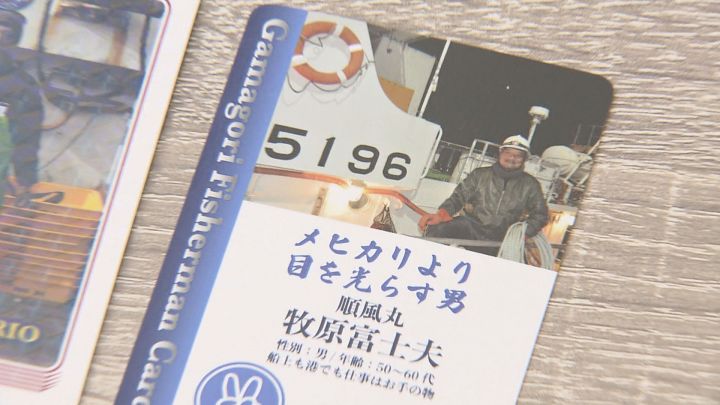 Gamagori Fisherman Card
5196
メヒカリより
目を光らす男
順風丸
牧原富士夫
性別：男/年齢：50～60代
船上も港でも仕事はお手の物
RIO